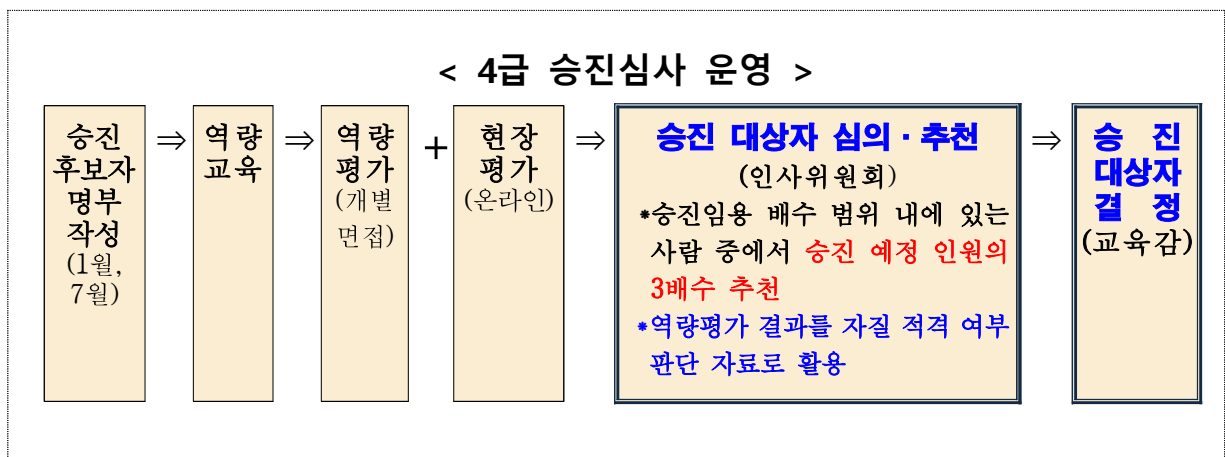 < 4급 승진심사 운영 >
승진
후보자
명부
작성
(1월,
7월)
⇒
역량
교육
⇒
역량
평가
(개별
면접)
+
현장
평가
(온라인)
⇒
승진 대상자 심의·추천
(인사위원회)
*승진임용 배수 범위 내에 있는
사람 중에서 승진 예정 인원의
3배수 추천
*역량평가 결과를 자질 적격 여부
판단 자료로 활용
⇒
승 진
대상자
결 정
(교육감)